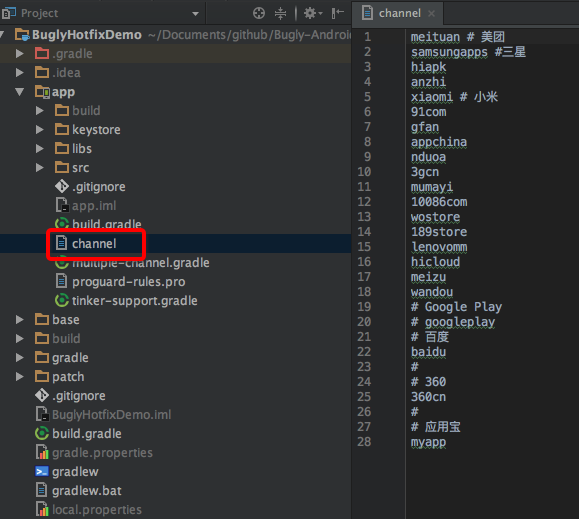 Project
channel
BuglyHotfixDemo ~/Documents/github/Bugly-Android
.gradle
.idea
app
build
keystore
libs
src
.gitignore
app.iml
build.gradle
channel
multiple-channel.gradle
proguard-rules.pro
tinker-support.gradle
base
build
gradle
patch
.gitignore
BuglyHotfixDemo.iml
build.gradle
gradle.properties
gradlew
gradlew.bat
local.properties
1 meituan # 美团
2 samsungapps #三星
3 hiapk
4 anzhi
5 xiaomi # 小米
6 91com
7 gfan
8 appchina
9 nduoa
10 3gcn
11 mumayi
12 10086com
13 wostore
14 189store
15 lenovomm
16 hicloud
17 meizu
18 wandou
19 # Google Play
20 # googleplay
21 # 百度
22 baidu
23 #
24 # 360
25 360cn
26 #
27 # 应用宝
28 myapp